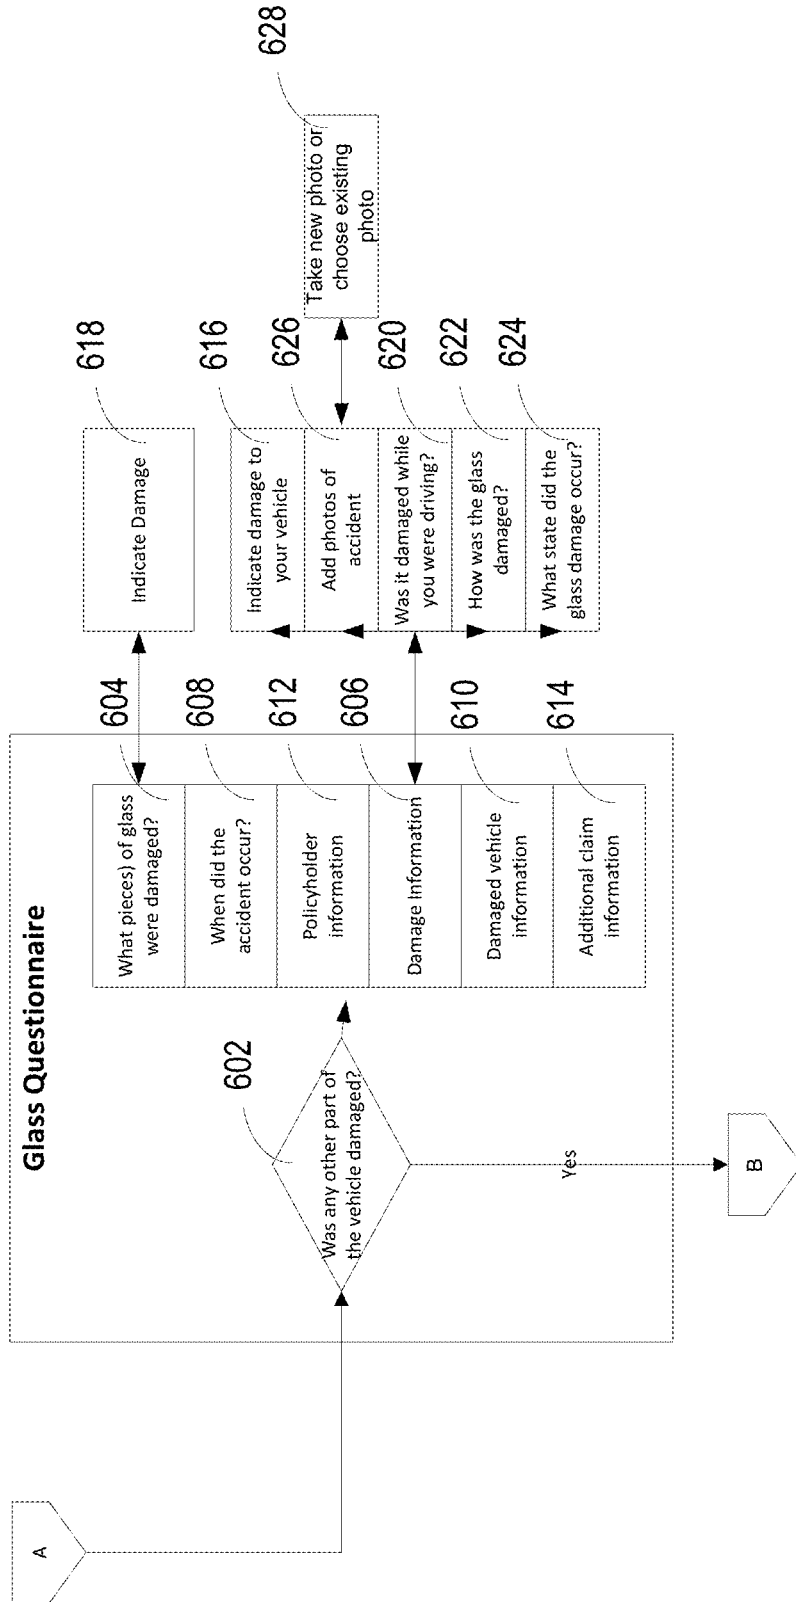 A
Glass Questionnaire
602
Was any other part of
the vehicle damaged?
Yes
B
604
What pieces) of glass
were damaged?
608
When did the
accident occur?
612
Policyholder
information
606
Damage Information
610
Damaged vehicle
information
614
Additional claim
information
618
Indicate Damage
616
Indicate damage to
your vehicle
626
Add photos of
accident
620
Was it damaged while
you were driving?
622
How was the glass
damaged?
624
What state did the
glass damage occur?
628
Take new photo or
choose existing
photo